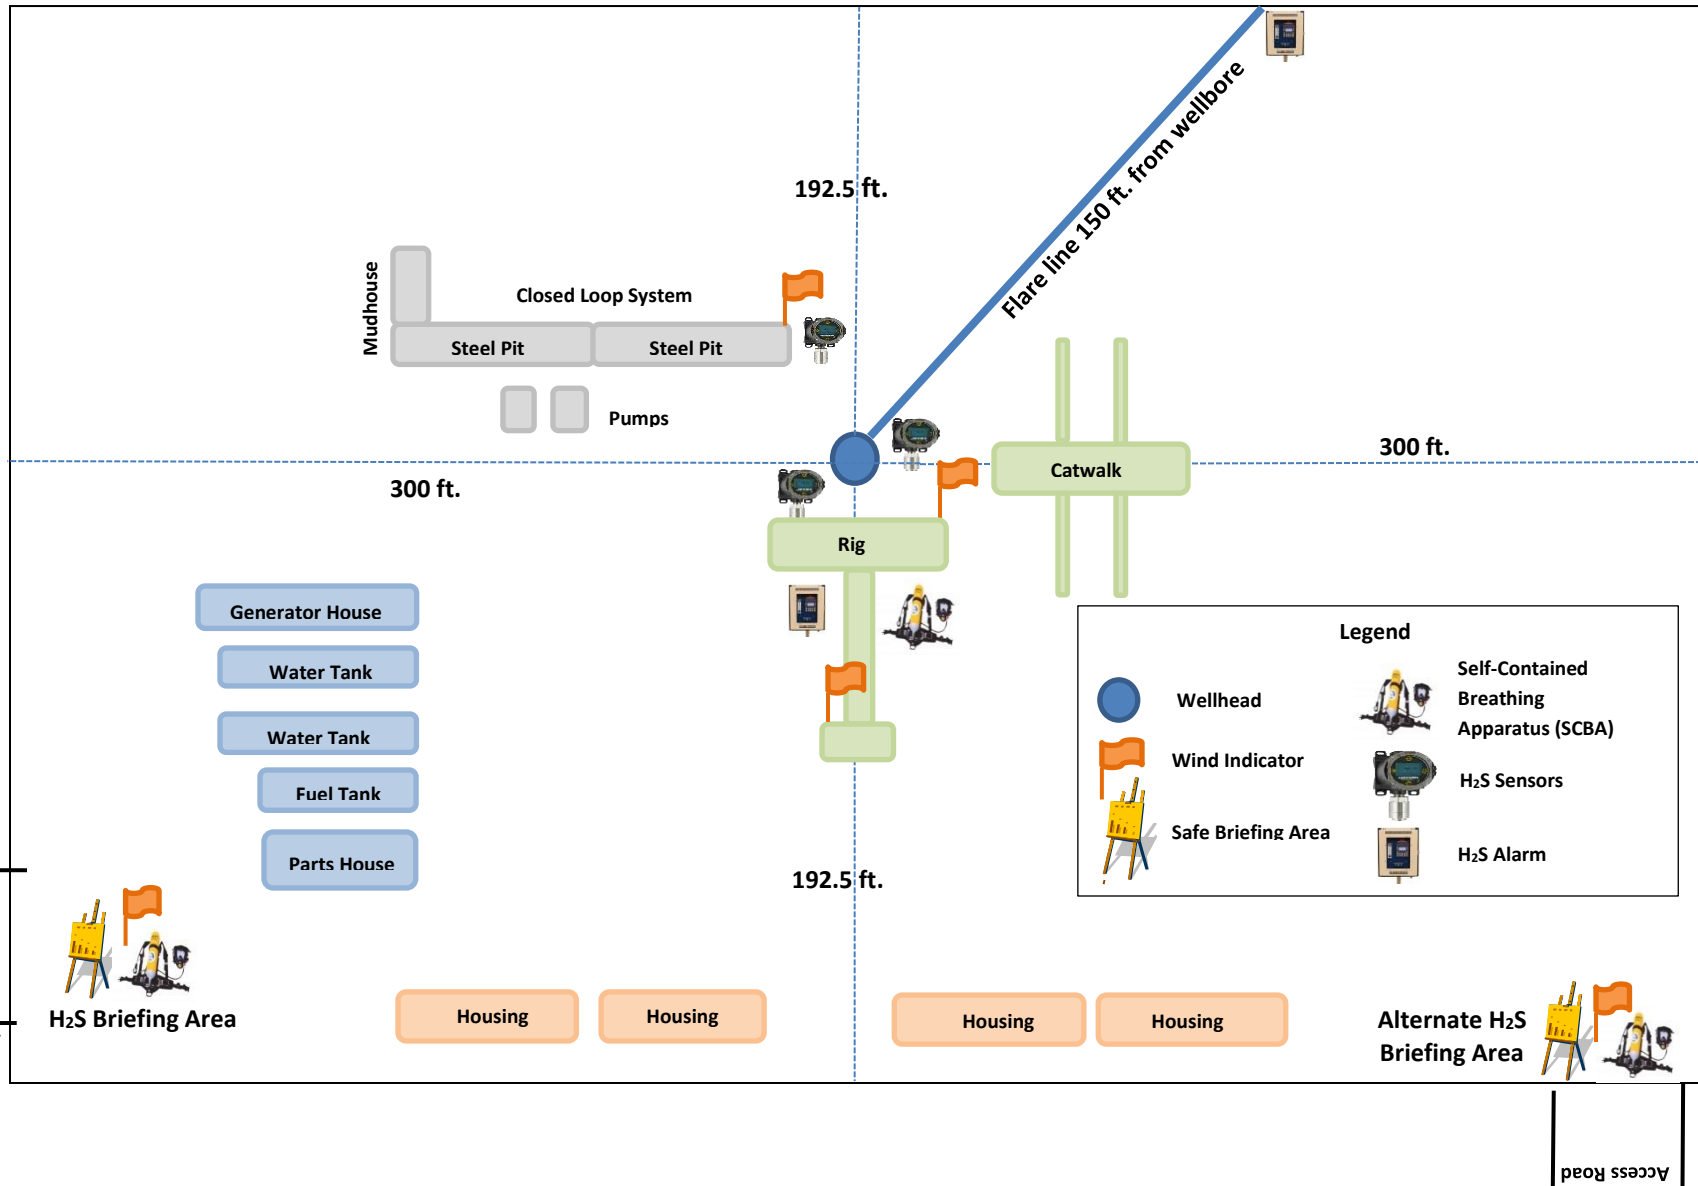 192.5 ft.
Flare line 150 ft. from wellbore
Mudhouse
Closed Loop System
Steel Pit
Steel Pit
Pumps
300 ft.
300 ft.
Catwalk
Rig
Generator House
Water Tank
Water Tank
Fuel Tank
Parts House
192.5 ft.
Legend
Wellhead
Wind Indicator
Safe Briefing Area
Self-Contained
Breathing
Apparatus (SCBA)
H2S Sensors
H2S Alarm
H2S Briefing Area
Housing
Housing
Housing
Housing
Alternate H2S
Briefing Area
Access Road